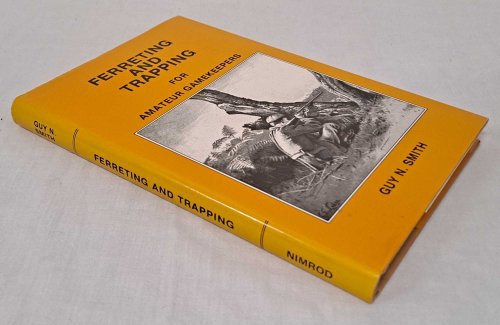 FERRETING
AND
TRAPPING
FOR
AMATEUR GAMEKEEPERS
GUY N. SMITH
GUY N.
SMITH
FERRETING AND TRAPPING
NIMROD